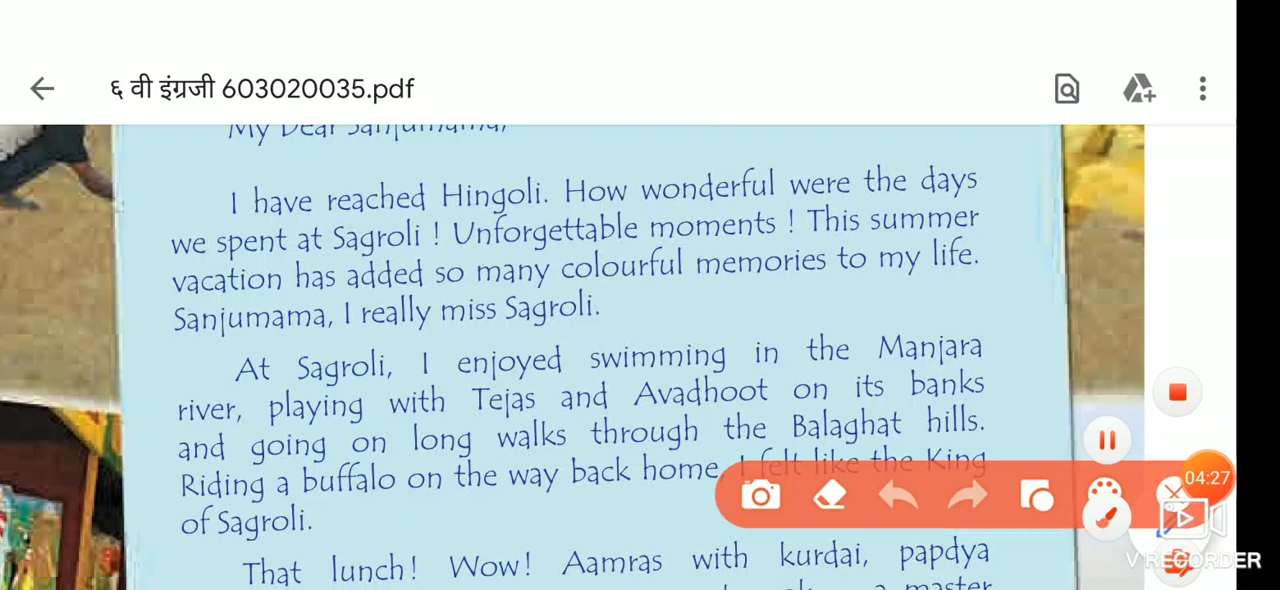 ६ वी इंग्रजी 603020035.pdf
My Dear Sanjumama,
I have reached Hingoli. How wonderful were the days
we spent at Sagroli ! Unforgettable moments ! This summer
vacation has added so many colourful memories to my life.
Sanjumama, I really miss Sagroli.
At Sagroli, I enjoyed swimming in the Manjara
river, playing with Tejas and Avadhoot on its banks
and going on long walks through the Balaghat hills.
Riding a buffalo on the way back home, I felt like the King
of Sagroli.
04:27
V RECORDER
That lunch! Wow! Aamras with kurdai, papdya
a master